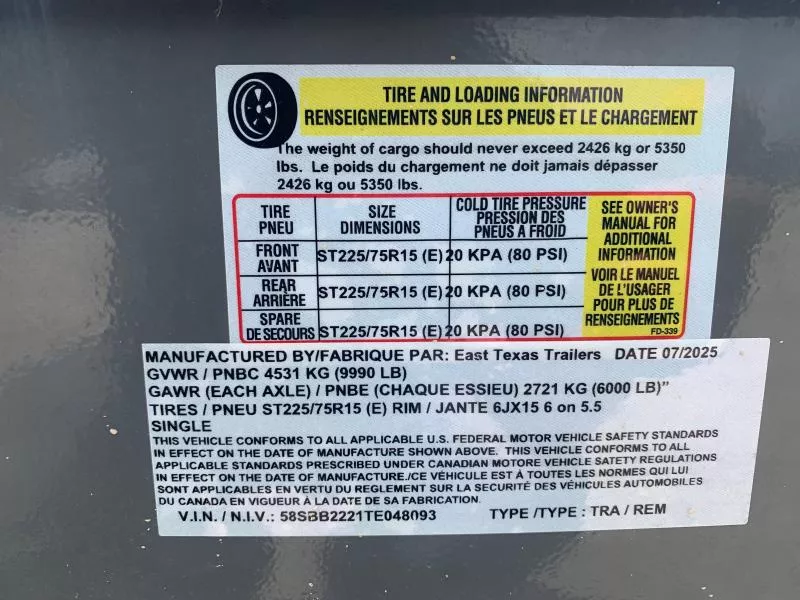 TIRE AND LOADING INFORMATION
RENSEIGNEMENTS SUR LES PNEUS ET LE CHARGEMENT
The weight of cargo should never exceed 2426 kg or 5350
lbs. Le poids du chargement ne doit jamais dépasser
2426 kg ou 5350 lbs.
TIRE PNEU SIZE DIMENSIONS COLD TIRE PRESSURE PRESSION DES PNEUS A FROID
FRONT AVANT ST225/75R15 (E) 20 KPA (80 PSI)
REAR ARRIÈRE ST225/75R15 (E) 20 KPA (80 PSI)
SPARE DE SECOURS ST225/75R15 (E) 20 KPA (80 PSI)
SEE OWNER'S
MANUAL FOR
ADDITIONAL
INFORMATION
VOIR LE MANUEL
DE L'USAGER
POUR PLUS DE
RENSEIGNEMENTS
FD-339
MANUFACTURED BY/FABRIQUE PAR: East Texas Trailers DATE 07/2025
GVWR / PNBC 4531 KG (9990 LB)
GAWR (EACH AXLE) / PNBE (CHAQUE ESSIEU) 2721 KG (6000 LB)"
TIRES / PNEU ST225/75R15 (E) RIM / JANTE 6JX15 6 on 5.5
SINGLE
THIS VEHICLE CONFORMS TO ALL APPLICABLE U.S. FEDERAL MOTOR VEHICLE SAFETY STANDARDS
IN EFFECT ON THE DATE OF MANUFACTURE SHOWN ABOVE. THIS VEHICLE CONFORMS TO ALL
APPLICABLE STANDARDS PRESCRIBED UNDER CANADIAN MOTORE VEHICLE SATETY REGULATIONS
IN EFFECT ON THE DATE OF MANUFACTURE./CE VÉHICULE EST À TOUTES LES NORMES QUI LUI
SONT APPLICABLES EN VERTU DU REGLEMENT SUR LA SECURITÉ DES VÉHICULES AUTOMOBILES
DU CANADA EN VIGUEUR À LA DATE DE SA FABRICATION.
V.I.N. / N.I.V.: 58SBB2221TE048093 TYPE /TYPE : TRA / REM